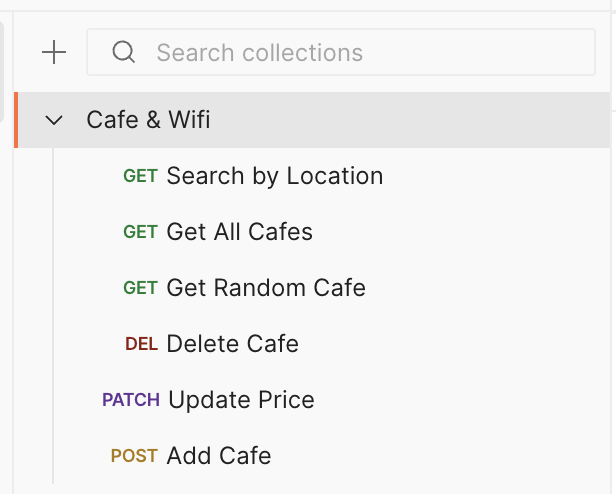 Search collections
Cafe & Wifi
GET Search by Location
GET Get All Cafes
GET Get Random Cafe
DEL Delete Cafe
PATCH Update Price
POST Add Cafe